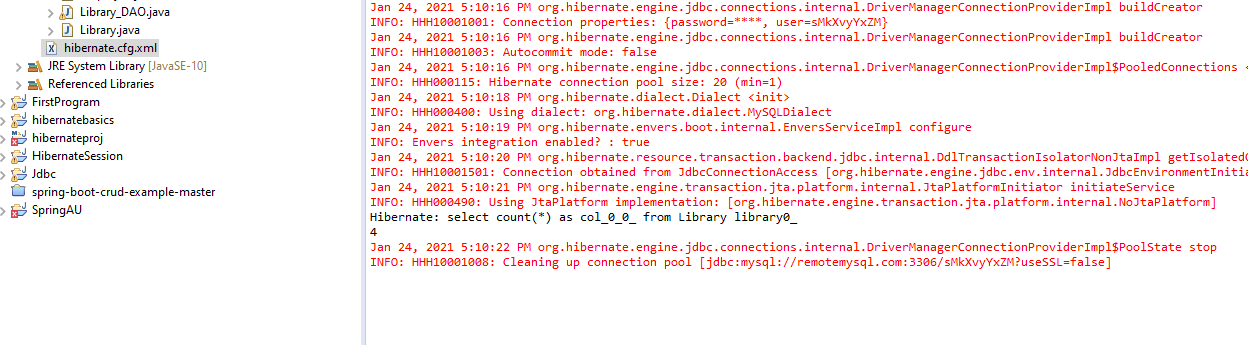 Library_DAO.java
Library.java
hibernate.cfg.xml
JRE System Library [JavaSE-10]
Referenced Libraries
FirstProgram
hibernatebasics
hibernateproj
HibernateSession
Jdbc
spring-boot-crud-example-master
SpringAU
Jan 24, 2021 5:10:16 PM org.hibernate.engine.jdbc.connections.internal.DriverManagerConnectionProviderImpl buildCreator
INFO: HHH10001001: Connection properties: {password=****, user=sMkXvyYxZM}
Jan 24, 2021 5:10:16 PM org.hibernate.engine.jdbc.connections.internal.DriverManagerConnectionProviderImpl buildCreator
INFO: HHH10001003: Autocommit mode: false
Jan 24, 2021 5:10:16 PM org.hibernate.engine.jdbc.connections.internal.DriverManagerConnectionProviderImpl$PooledConnections <
INFO: HHH000115: Hibernate connection pool size: 20 (min=1)
Jan 24, 2021 5:10:18 PM org.hibernate.dialect.Dialect <init>
INFO: HHH000400: Using dialect: org.hibernate.dialect.MySQLDialect
Jan 24, 2021 5:10:19 PM org.hibernate.envers.boot.internal.EnversServiceImpl configure
INFO: Envers integration enabled? : true
Jan 24, 2021 5:10:20 PM org.hibernate.resource.transaction.backend.jdbc.internal.DdlTransactionIsolatorNonJtaImpl getIsolatedC
INFO: HHH10001501: Connection obtained from JdbcConnectionAccess [org.hibernate.engine.jdbc.env.internal.JdbcEnvironmentInitia
Jan 24, 2021 5:10:21 PM org.hibernate.engine.transaction.jta.platform.internal.JtaPlatformInitiator initiateService
INFO: HHH000490: Using JtaPlatform implementation: [org.hibernate.engine.transaction.jta.platform.internal.NoJtaPlatform]
Hibernate: select count(*) as col_0_0_ from Library library0_
4
Jan 24, 2021 5:10:22 PM org.hibernate.engine.jdbc.connections.internal.DriverManagerConnectionProviderImpl$PoolState stop
INFO: HHH10001008: Cleaning up connection pool [jdbc:mysql://remotemysql.com:3306/sMkXvyYxZM?useSSL=false]